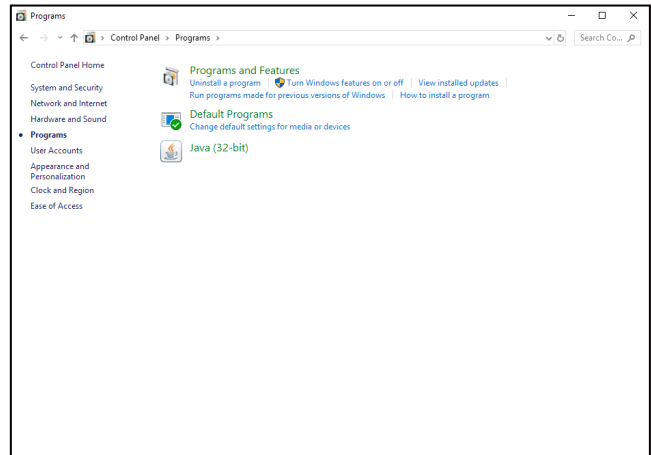 Programs
Control Panel > Programs >
Search Co...
Control Panel Home
System and Security
Network and Internet
Hardware and Sound
Programs
User Accounts
Appearance and
Personalization
Clock and Region
Ease of Access
Programs and Features
Uninstall a program | Turn Windows features on or off | View installed updates |
Run programs made for previous versions of Windows | How to install a program
Default Programs
Change default settings for media or devices
Java (32-bit)